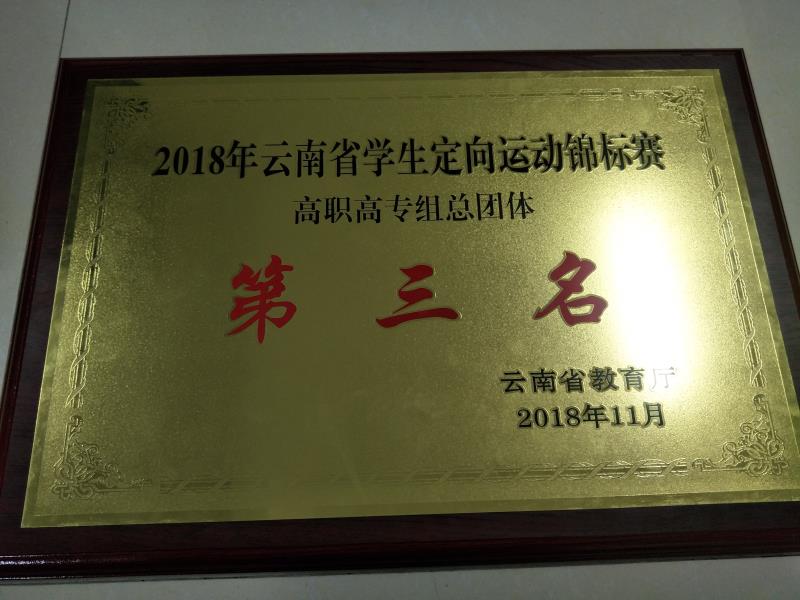 2018年云南省学生定向运动锦标赛
高职高专组总团体
第三名
云南省教育厅
2018年11月